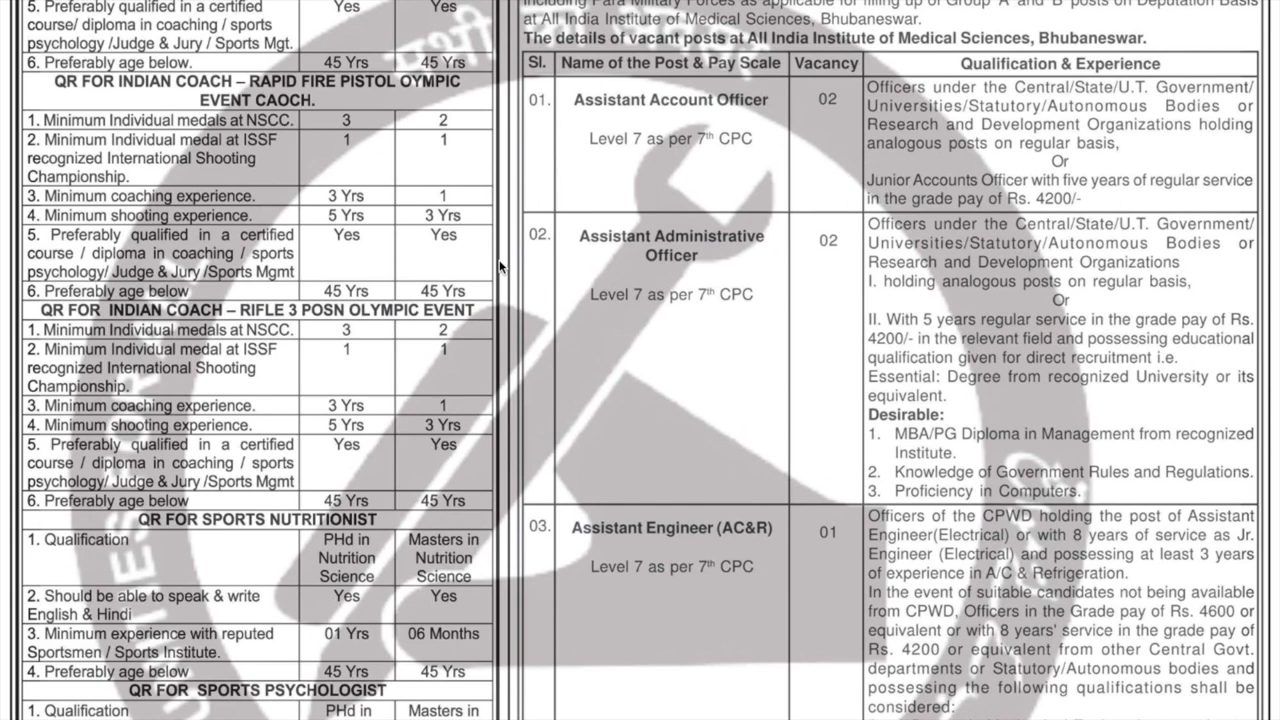 5. Preferably qualified in a certified Yes Yes
course/ diploma in coaching / sports
psychology /Judge & Jury / Sports Mgt.
6. Preferably age below. 45 Yrs 45 Yrs
QR FOR INDIAN COACH – RAPID FIRE PISTOL OYMPIC
EVENT CAOCH.
1. Minimum Individual medals at NSCC. 3 2
2. Minimum Individual medal at ISSF 1 1
recognized International Shooting
Championship.
3. Minimum coaching experience. 3 Yrs 1
4. Minimum shooting experience. 5 Yrs 3 Yrs
5. Preferably qualified in a certified Yes Yes
course / diploma in coaching / sports
psychology/ Judge & Jury /Sports Mgmt
6. Preferably age below 45 Yrs 45 Yrs
QR FOR INDIAN COACH – RIFLE 3 POSN OLYMPIC EVENT
1. Minimum Individual medals at NSCC. 3 2
2. Minimum Individual medal at ISSF 1 1
recognized International Shooting
Championship.
3. Minimum coaching experience. 3 Yrs 1
4. Minimum shooting experience. 5 Yrs 3 Yrs
5. Preferably qualified in a certified Yes Yes
course / diploma in coaching / sports
psychology/ Judge & Jury /Sports Mgmt
6. Preferably age below 45 Yrs 45 Yrs
QR FOR SPORTS NUTRITIONIST
1. Qualification PHd in Masters in
Nutrition Nutrition
Science Science
2. Should be able to speak & write Yes Yes
English & Hindi
3. Minimum experience with reputed 01 Yrs 06 Months
Sportsmen / Sports Institute.
4. Preferably age below 45 Yrs 45 Yrs
QR FOR SPORTS PSYCHOLOGIST
1. Qualification PHd in Masters in
including Para Military Forces as applicable for filling up of Group 'A' and 'B' posts on Deputation Basis
at All India Institute of Medical Sciences, Bhubaneswar.
The details of vacant posts at All India Institute of Medical Sciences, Bhubaneswar.
Sl. Name of the Post & Pay Scale Vacancy Qualification & Experience
01. Assistant Account Officer 02
Level 7 as per 7th CPC
Officers under the Central/State/U.T. Government/
Universities/Statutory/Autonomous Bodies or
Research and Development Organizations holding
analogous posts on regular basis,
Or
Junior Accounts Officer with five years of regular service
in the grade pay of Rs. 4200/-
02. Assistant Administrative 02
Officer
Level 7 as per 7th CPC
Officers under the Central/State/U.T. Government/
Universities/Statutory/Autonomous Bodies or
Research and Development Organizations
I. holding analogous posts on regular basis,
Or
II. With 5 years regular service in the grade pay of Rs.
4200/- in the relevant field and possessing educational
qualification given for direct recruitment i.e.
Essential: Degree from recognized University or its
equivalent.
Desirable:
1. MBA/PG Diploma in Management from recognized
Institute.
2. Knowledge of Government Rules and Regulations.
3. Proficiency in Computers.
03. Assistant Engineer (AC&R) 01
Level 7 as per 7th CPC
Officers of the CPWD holding the post of Assistant
Engineer(Electrical) or with 8 years of service as Jr.
Engineer (Electrical) and possessing at least 3 years
of experience in A/C & Refrigeration.
In the event of suitable candidates not being available
from CPWD, Officers in the Grade pay of Rs. 4600 or
equivalent or with 8 years' service in the grade pay of
Rs. 4200 or equivalent from other Central Govt.
departments or Statutory/Autonomous bodies and
possessing the following qualifications shall be
considered: